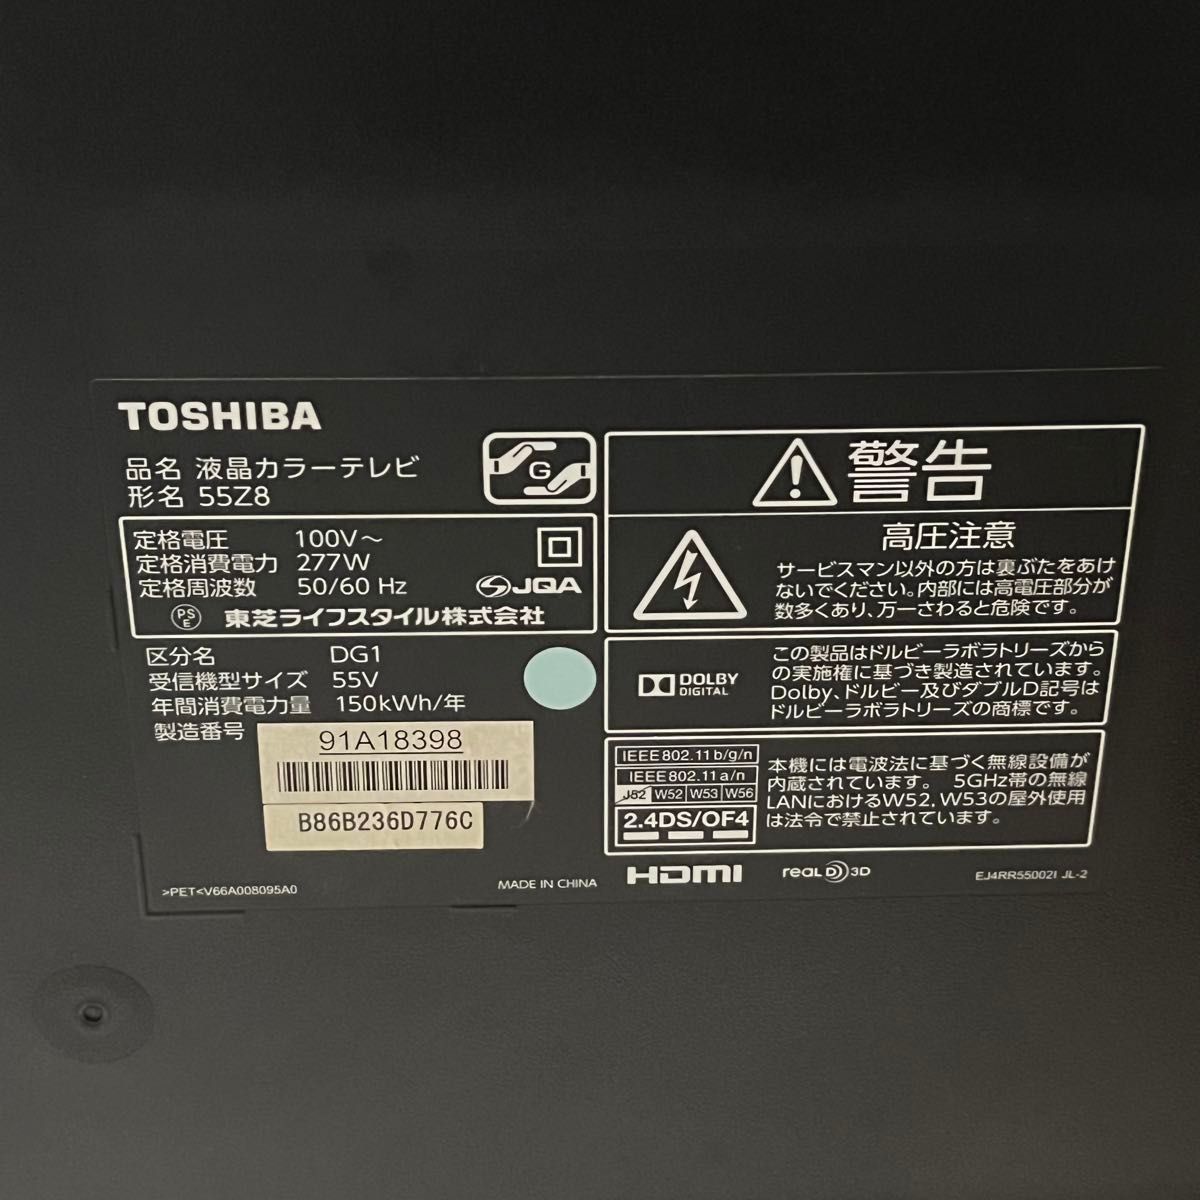 TOSHIBA
品名 液晶カラーテレビ
形名 55Z8
G
定格電圧 100V～
定格消費電力 277W
定格周波数 50/60 Hz
JQA
PSE
東芝ライフスタイル株式会社
区分名 DG1
受信機型サイズ 55V
年間消費電力量 150kWh/年
製造番号
91A18398
B86B236D776C
>PET<V66A008095A0
MADE IN CHINA
警告
高圧注意
サービスマン以外の方は裏ぶたをあけ
ないでください。内部には高電圧部分が
数多くあり、万一さわると危険です。
DOLBY
DIGITAL
この製品はドルビーラボラトリーズから
の実施権に基づき製造されています。
Dolby、ドルビー及びダブルD記号は
ドルビーラボラトリーズの商標です。
IEEE802.11b/g/n
IEEE802.11a/n
J52 W52 W53 W56
2.4DS/OF4
本機には電波法に基づく無線設備が
内蔵されています。 5GHz帯の無線
LANにおけるW52, W53の屋外使用
は法令で禁止されています。
HDMI
REAL D 3D
EJ4RR55002I JL-2